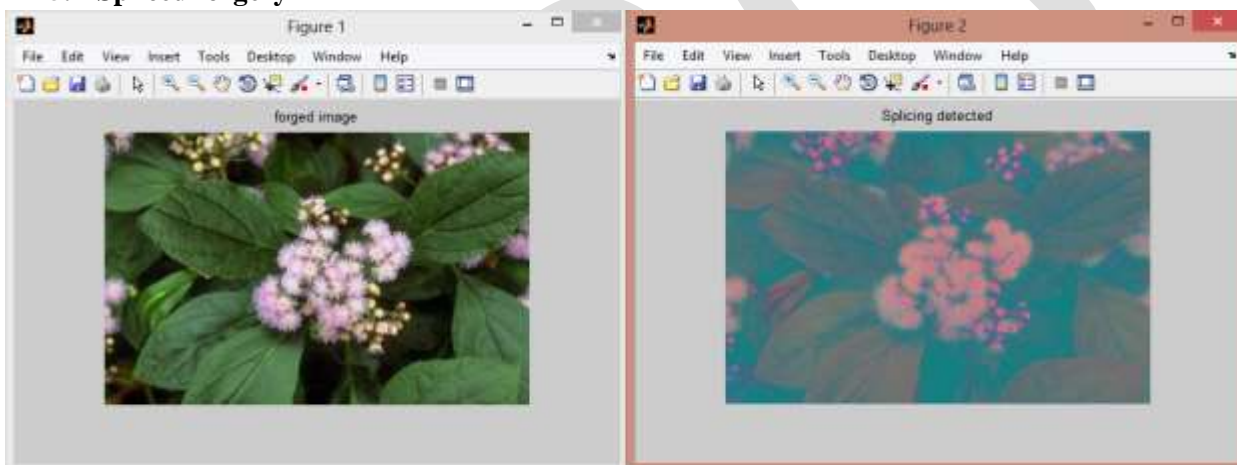 Spliced forgery
Figure 1
File Edit View Insert Tools Desktop Window Help
forged image
Figure 2
File Edit View Insert Tools Desktop Window Help
Splicing detected